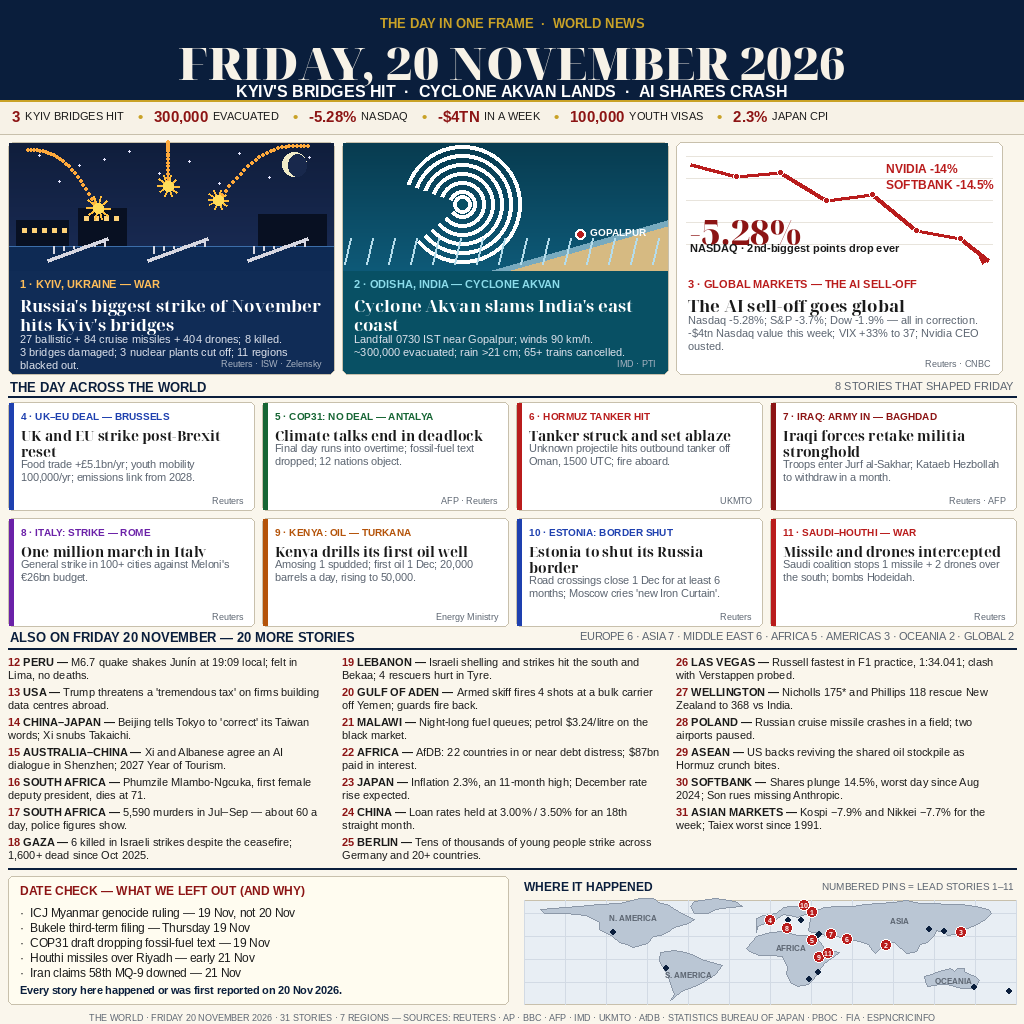 THE DAY IN ONE FRAME · WORLD NEWS
FRIDAY, 20 NOVEMBER 2026
KYIV'S BRIDGES HIT · CYCLONE AKVAN LANDS · AI SHARES CRASH
3 KYIV BRIDGES HIT • 300,000 EVACUATED • -5.28% NASDAQ • -$4TN IN A WEEK • 100,000 YOUTH VISAS • 2.3% JAPAN CPI
1 · KYIV, UKRAINE — WAR
Russia's biggest strike of November
hits Kyiv's bridges
27 ballistic + 84 cruise missiles + 404 drones; 8 killed.
3 bridges damaged; 3 nuclear plants cut off; 11 regions
blacked out.
Reuters · ISW · Zelensky
GOPALPUR
2 · ODISHA, INDIA — CYCLONE AKVAN
Cyclone Akvan slams India's east
coast
Landfall 0730 IST near Gopalpur; winds 90 km/h.
~300,000 evacuated; rain >21 cm; 65+ trains cancelled.
IMD · PTI
NVIDIA -14%
SOFTBANK -14.5%
−5.28%
NASDAQ · 2nd-biggest points drop ever
3 · GLOBAL MARKETS — THE AI SELL-OFF
The AI sell-off goes global
Nasdaq -5.28%; S&P -3.7%; Dow -1.9% — all in correction.
-$4tn Nasdaq value this week; VIX +33% to 37; Nvidia CEO
ousted.
Reuters · CNBC
THE DAY ACROSS THE WORLD
8 STORIES THAT SHAPED FRIDAY
4 · UK–EU DEAL — BRUSSELS
UK and EU strike post-Brexit
reset
Food trade +£5.1bn/yr; youth mobility
100,000/yr; emissions link from 2028.
Reuters
5 · COP31: NO DEAL — ANTALYA
Climate talks end in deadlock
Final day runs into overtime; fossil-fuel text
dropped; 12 nations object.
AFP · Reuters
6 · HORMUZ TANKER HIT
Tanker struck and set ablaze
Unknown projectile hits outbound tanker off
Oman, 1500 UTC; fire aboard.
UKMTO
7 · IRAQ: ARMY IN — BAGHDAD
Iraqi forces retake militia
stronghold
Troops enter Jurf al-Sakhar; Kataeb Hezbollah
to withdraw in a month.
Reuters · AFP
8 · ITALY: STRIKE — ROME
One million march in Italy
General strike in 100+ cities against Meloni's
€26bn budget.
Reuters
9 · KENYA: OIL — TURKANA
Kenya drills its first oil well
Amosing 1 spudded; first oil 1 Dec; 20,000
barrels a day, rising to 50,000.
Energy Ministry
10 · ESTONIA: BORDER SHUT
Estonia to shut its Russia
border
Road crossings close 1 Dec for at least 6
months; Moscow cries 'new Iron Curtain'.
Reuters
11 · SAUDI–HOUTHI — WAR
Missile and drones intercepted
Saudi coalition stops 1 missile + 2 drones over
the south; bombs Hodeidah.
Reuters
ALSO ON FRIDAY 20 NOVEMBER — 20 MORE STORIES
EUROPE 6 · ASIA 7 · MIDDLE EAST 6 · AFRICA 5 · AMERICAS 3 · OCEANIA 2 · GLOBAL 2
12 PERU — M6.7 quake shakes Junín at 19:09 local; felt in
Lima, no deaths.
13 USA — Trump threatens a 'tremendous tax' on firms building
data centres abroad.
14 CHINA–JAPAN — Beijing tells Tokyo to 'correct' its Taiwan
words; Xi snubs Takaichi.
15 AUSTRALIA–CHINA — Xi and Albanese agree an AI
dialogue in Shenzhen; 2027 Year of Tourism.
16 SOUTH AFRICA — Phumzile Mlambo-Ngcuka, first female
deputy president, dies at 71.
17 SOUTH AFRICA — 5,590 murders in Jul–Sep — about 60 a
day, police figures show.
18 GAZA — 6 killed in Israeli strikes despite the ceasefire;
1,600+ dead since Oct 2025.
19 LEBANON — Israeli shelling and strikes hit the south and
Bekaa; 4 rescuers hurt in Tyre.
20 GULF OF ADEN — Armed skiff fires 4 shots at a bulk carrier
off Yemen; guards fire back.
21 MALAWI — Night-long fuel queues; petrol $3.24/litre on the
black market.
22 AFRICA — AfDB: 22 countries in or near debt distress; $87bn
paid in interest.
23 JAPAN — Inflation 2.3%, an 11-month high; December rate
rise expected.
24 CHINA — Loan rates held at 3.00% / 3.50% for an 18th
straight month.
25 BERLIN — Tens of thousands of young people strike across
Germany and 20+ countries.
26 LAS VEGAS — Russell fastest in F1 practice, 1:34.041; clash
with Verstappen probed.
27 WELLINGTON — Nicholls 175* and Phillips 118 rescue New
Zealand to 368 vs India.
28 POLAND — Russian cruise missile crashes in a field; two
airports paused.
29 ASEAN — US backs reviving the shared oil stockpile as
Hormuz crunch bites.
30 SOFTBANK — Shares plunge 14.5%, worst day since Aug
2024; Son rues missing Anthropic.
31 ASIAN MARKETS — Kospi −7.9% and Nikkei −7.7% for the
week; Taiex worst since 1991.
DATE CHECK — WHAT WE LEFT OUT (AND WHY)
· ICJ Myanmar genocide ruling — 19 Nov, not 20 Nov
· Bukele third-term filing — Thursday 19 Nov
· COP31 draft dropping fossil-fuel text — 19 Nov
· Houthi missiles over Riyadh — early 21 Nov
· Iran claims 58th MQ-9 downed — 21 Nov
Every story here happened or was first reported on 20 Nov 2026.
WHERE IT HAPPENED
NUMBERED PINS = LEAD STORIES 1–11
N. AMERICA
S. AMERICA
AFRICA
ASIA
OCEANIA
10
1
4
8
5
7
6
3
2
9
11
THE WORLD · FRIDAY 20 NOVEMBER 2026 · 31 STORIES · 7 REGIONS — SOURCES: REUTERS · AP · BBC · AFP · IMD · UKMTO · AfDB · STATISTICS BUREAU OF JAPAN · PBOC · FIA · ESPNCRICINFO